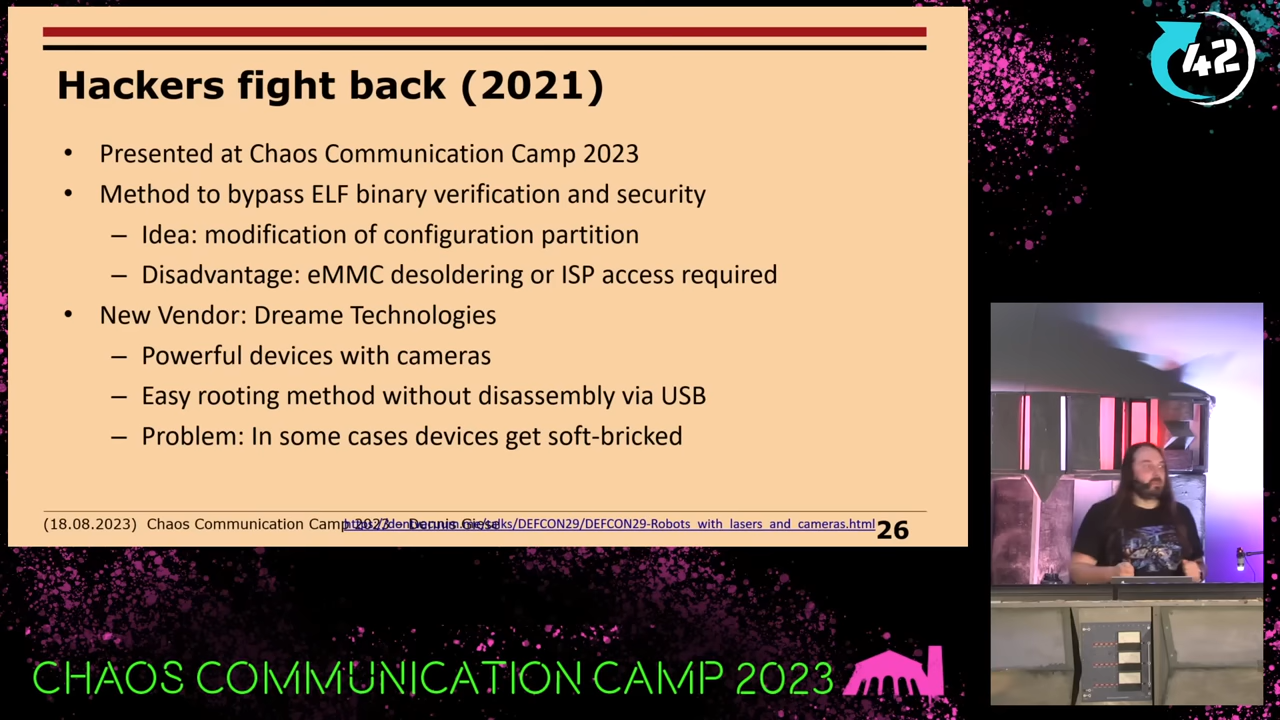 Hackers fight back (2021)
• Presented at Chaos Communication Camp 2023
• Method to bypass ELF binary verification and security
– Idea: modification of configuration partition
– Disadvantage: eMMC desoldering or ISP access required
• New Vendor: Dreame Technologies
– Powerful devices with cameras
– Easy rooting method without disassembly via USB
– Problem: In some cases devices get soft-bricked
(18.08.2023) Chaos Communication Camp 2023 - Dennis Giese
/DEFCON29/DEFCON29-Robots_with_lasers_and_cameras.html
26
42
CHAOS COMMUNICATION CAMP 2023